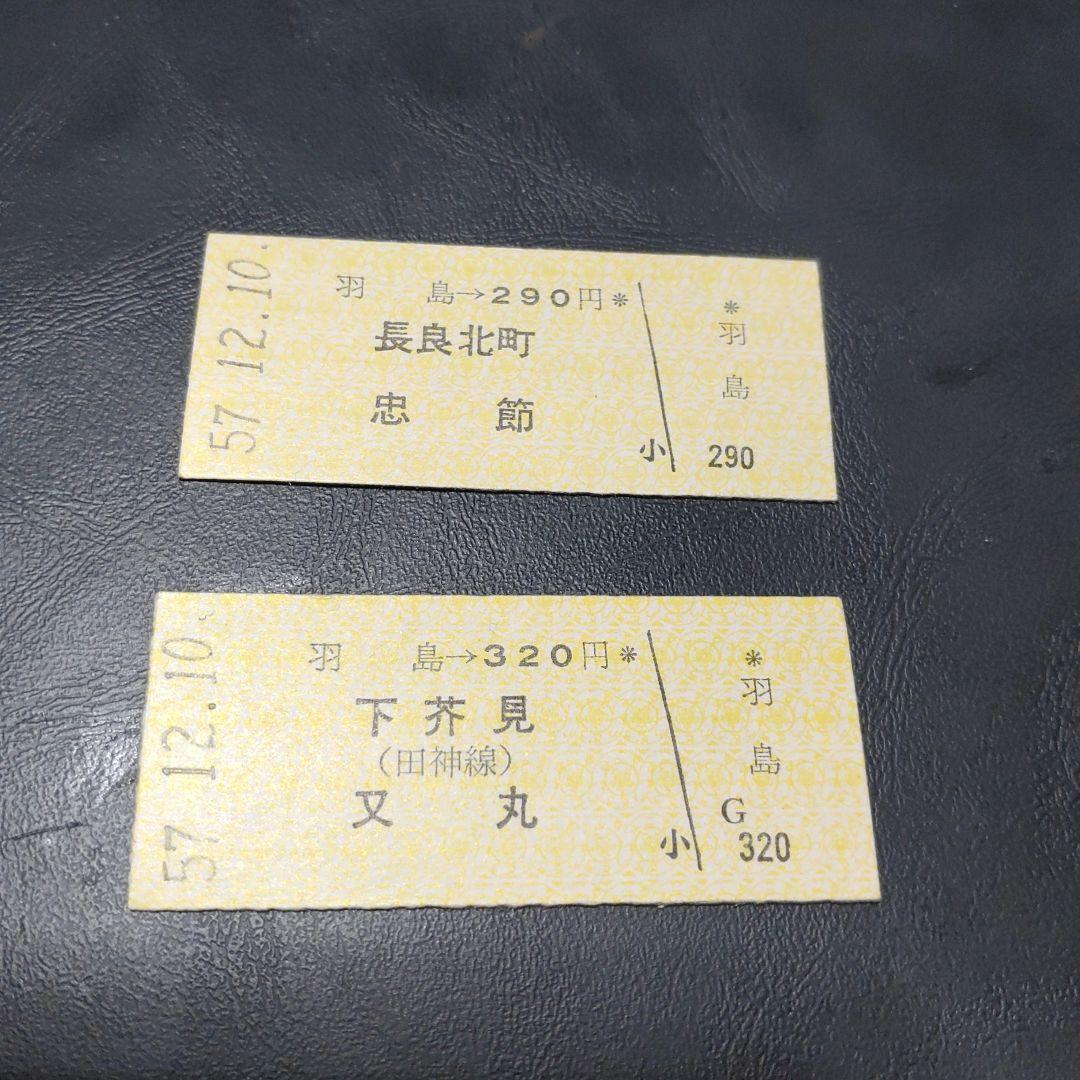 57.12.10.
羽 島→290円*
長良北町
忠 節
小
*
羽
島
290
57.12.10.
羽 島→320円*
下芥見
(田神線)
又 丸
小
*
羽
島
G
320